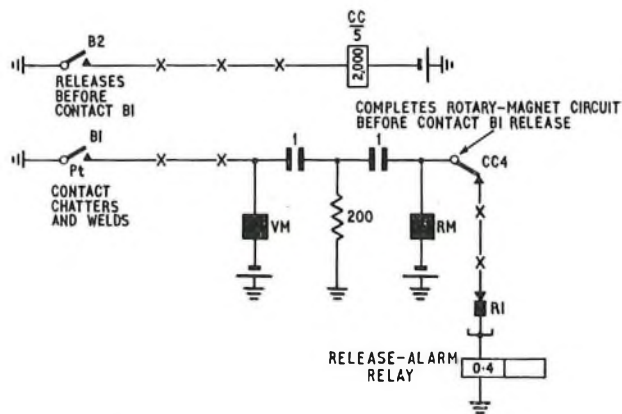 B2
CC
5
2,000
RELEASES
BEFORE
CONTACT B1
COMPLETES ROTARY-MAGNET CIRCUIT
BEFORE CONTACT B1 RELEASE
B1
1
1
CC4
Pt
CONTACT
CHATTERS
AND WELDS
VM
200
RM
R1
RELEASE-ALARM
RELAY
0·4